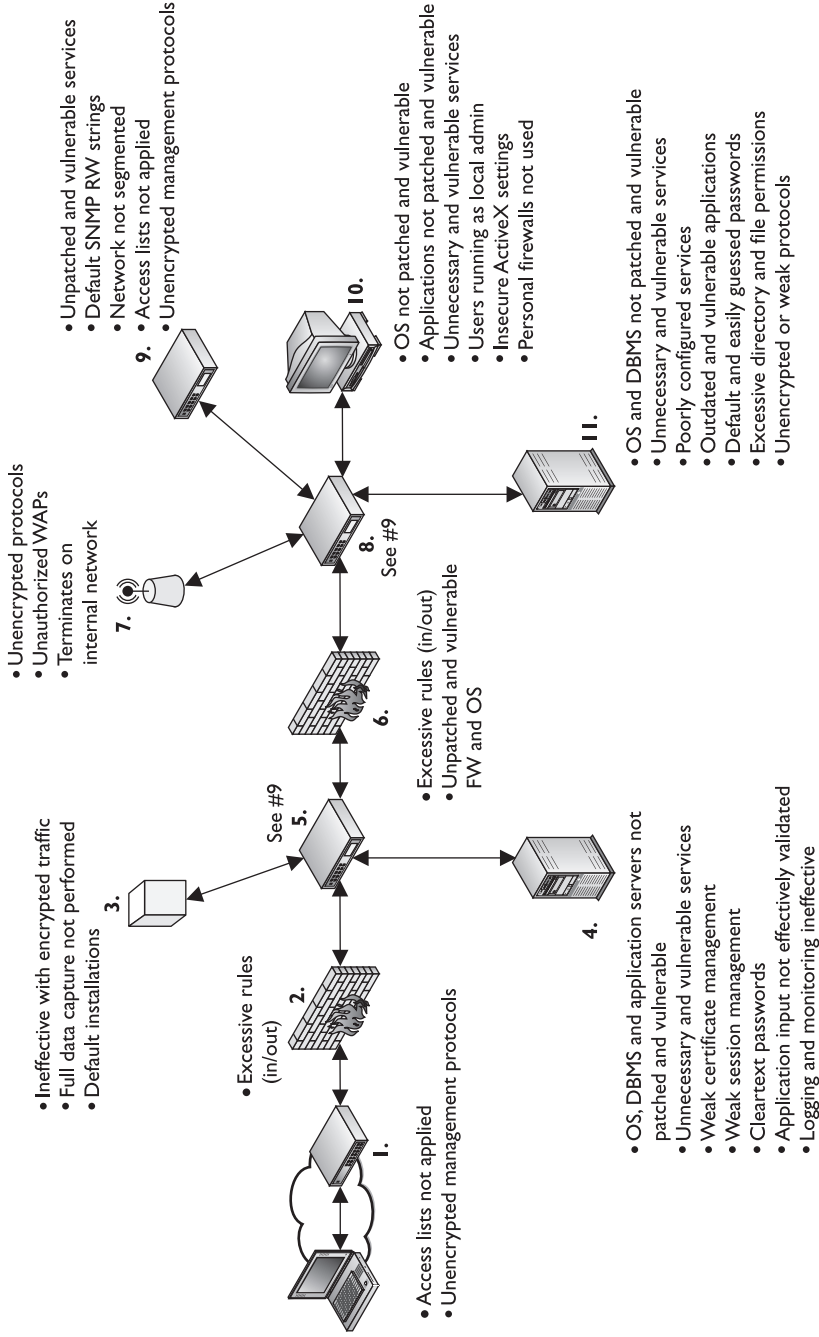 • Access lists not applied
• Unencrypted management protocols
1.
• Excessive rules
(in/out)
2.
• Ineffective with encrypted traffic
• Full data capture not performed
• Default installations
3.
4.
• OS, DBMS and application servers not
patched and vulnerable
• Unnecessary and vulnerable services
• Weak certificate management
• Weak session management
• Cleartext passwords
• Application input not effectively validated
• Logging and monitoring ineffective
See #9
5.
6.
• Excessive rules (in/out)
• Unpatched and vulnerable
FW and OS
• Unencrypted protocols
• Unauthorized WAPs
• Terminates on
internal network
7.
8.
See #9
• Unpatched and vulnerable services
• Default SNMP RW strings
• Network not segmented
• Access lists not applied
• Unencrypted management protocols
9.
10.
• OS not patched and vulnerable
• Applications not patched and vulnerable
• Unnecessary and vulnerable services
• Users running as local admin
• Insecure ActiveX settings
• Personal firewalls not used
11.
• OS and DBMS not patched and vulnerable
• Unnecessary and vulnerable services
• Poorly configured services
• Outdated and vulnerable applications
• Default and easily guessed passwords
• Excessive directory and file permissions
• Unencrypted or weak protocols